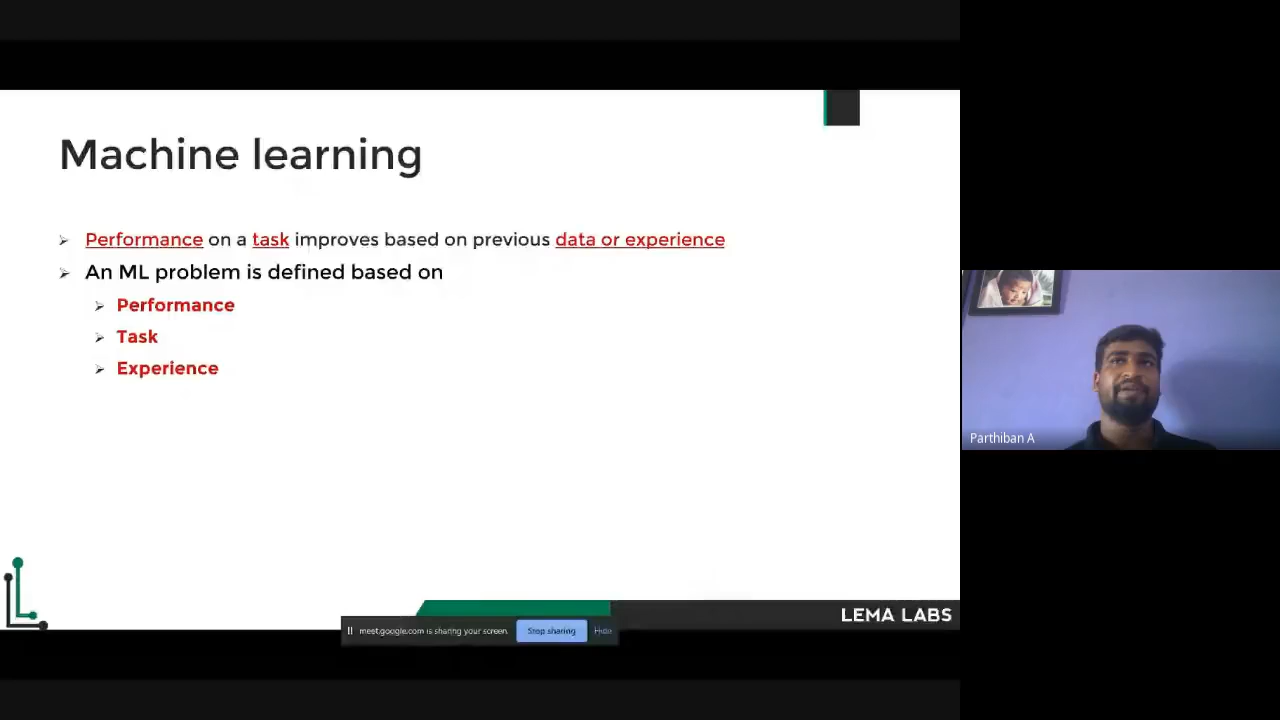 Machine learning
Performance on a task improves based on previous data or experience
An ML problem is defined based on
Performance
Task
Experience
Parthiban A
LEMA LABS
meet.google.com is sharing your screen.
Stop sharing
Hide